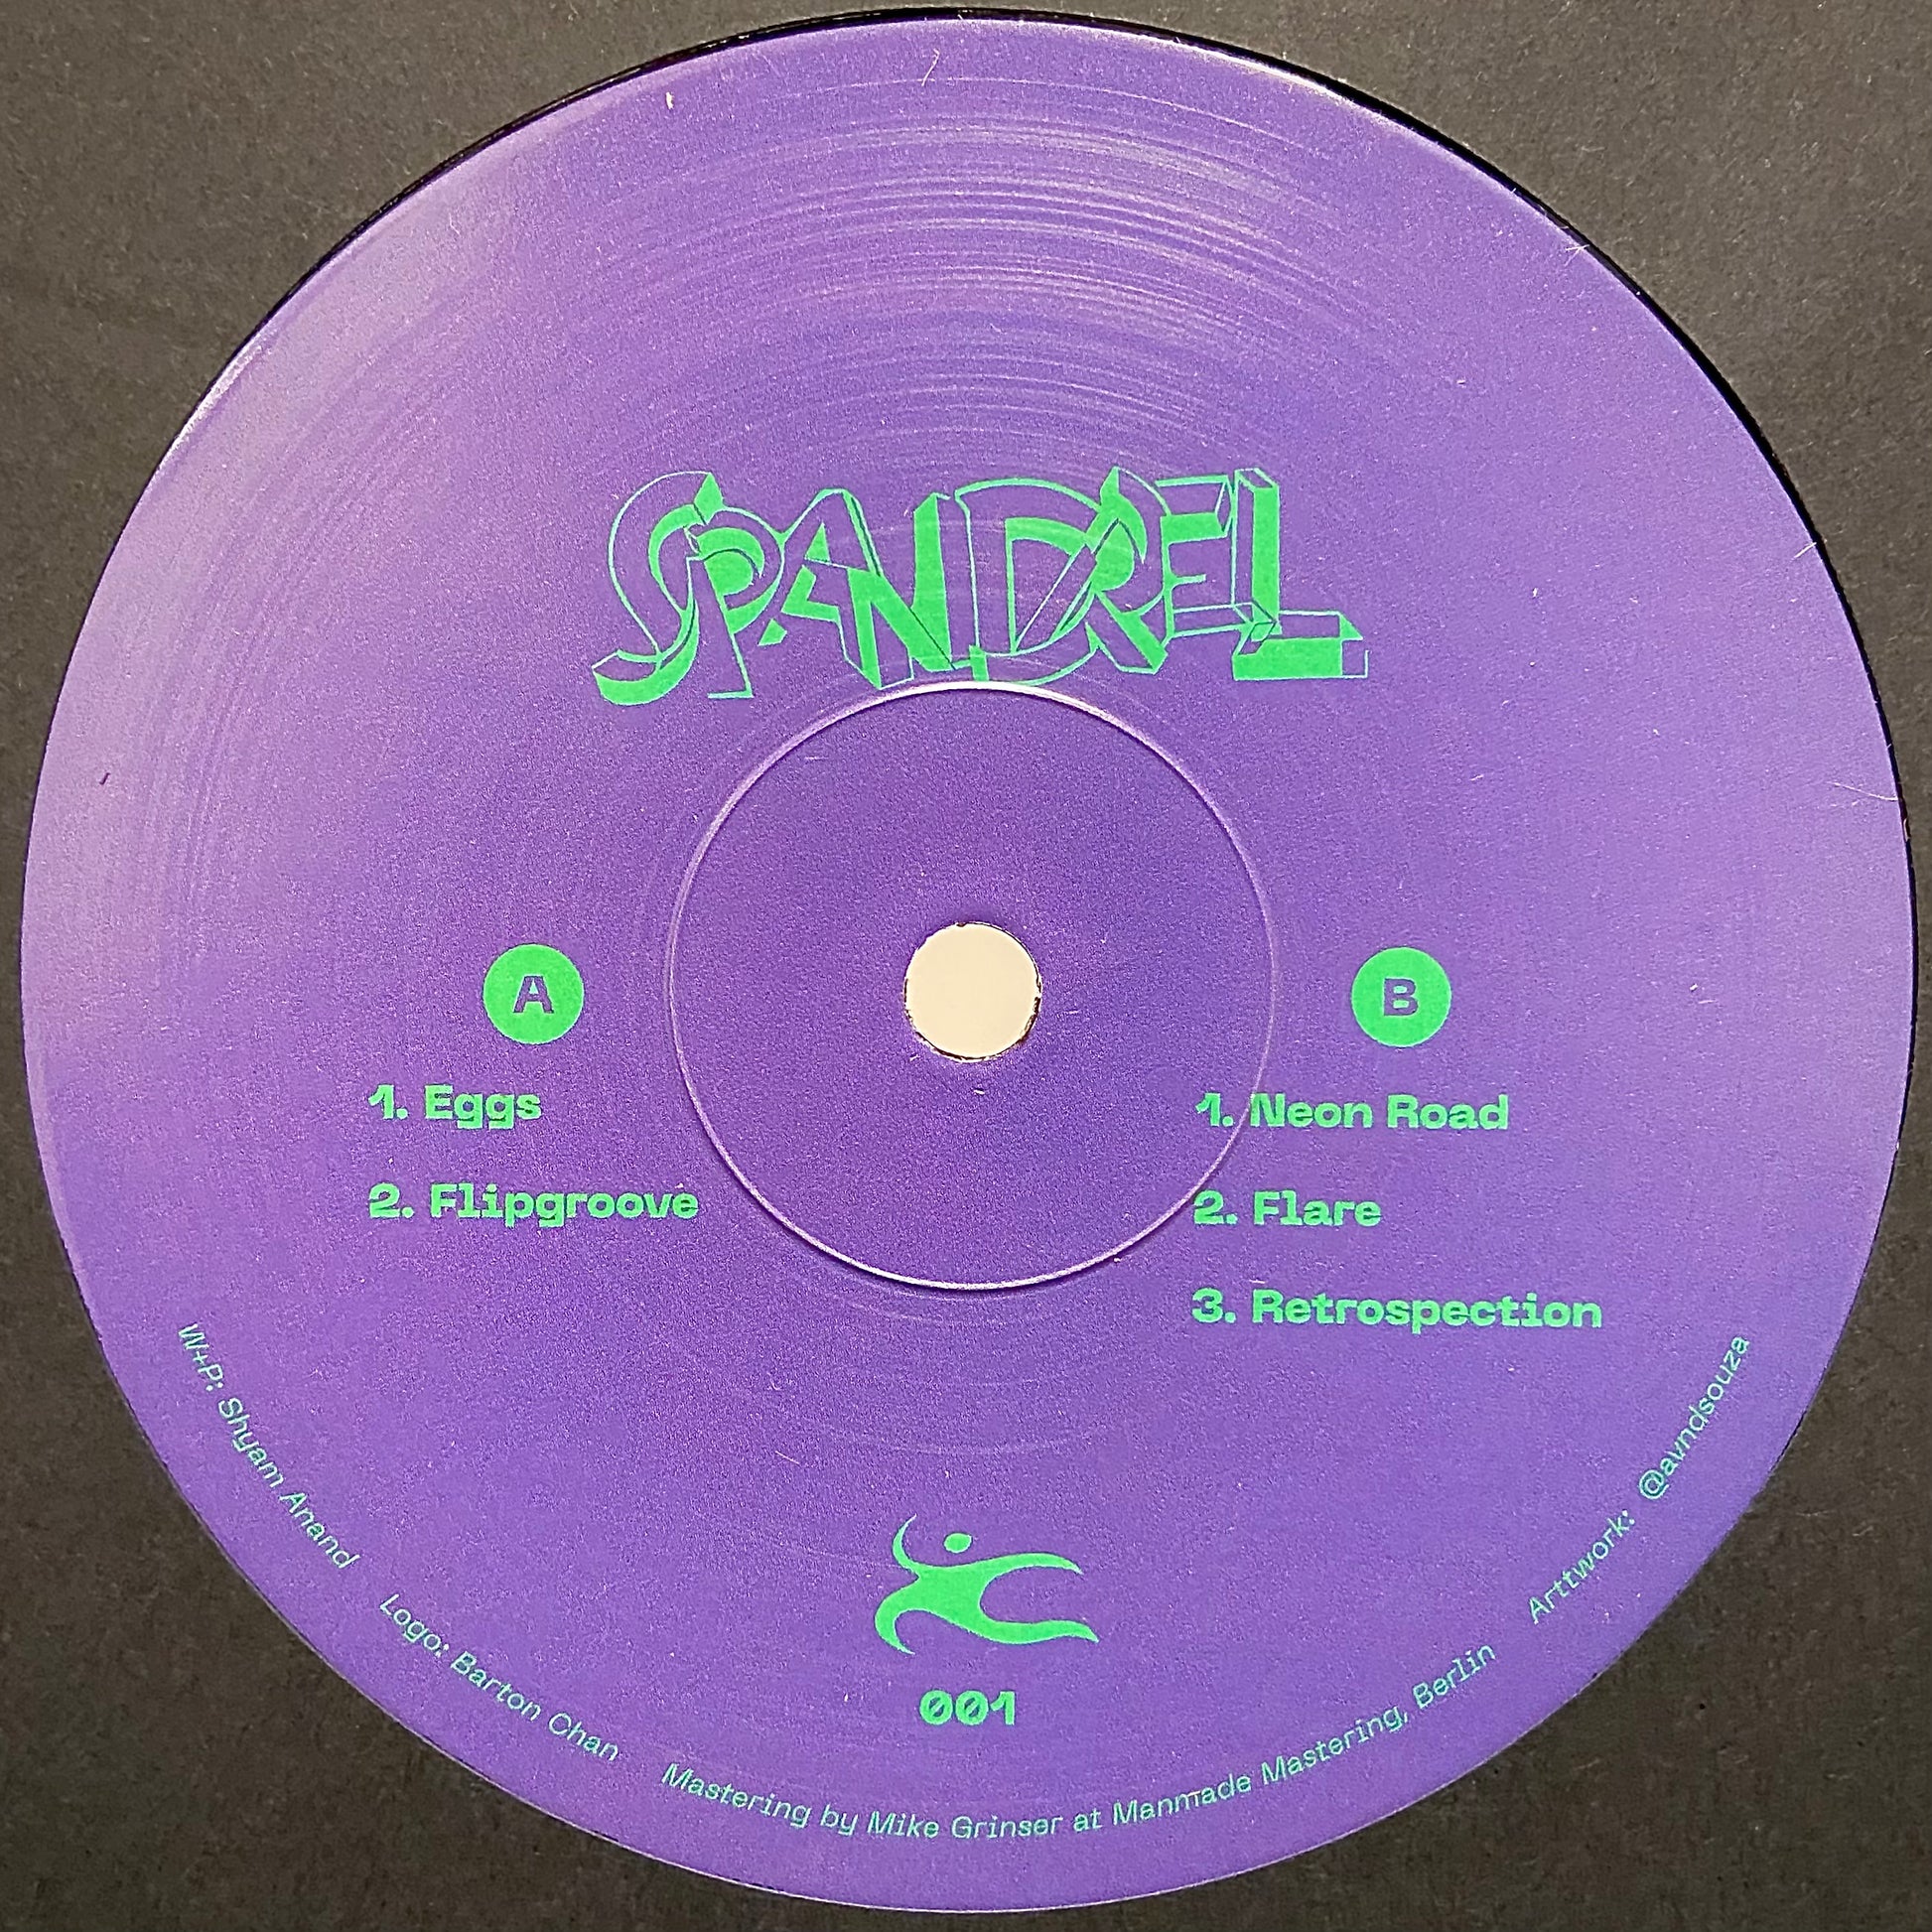 SPANDREL
A
1. Eggs
2. Flipgroove
B
1. Neon Road
2. Flare
3. Retrospection
001
W+P: Shyam Anand
Logo: Barton Chan
Mastering by Mike Grinser at Manmade Mastering, Berlin
Arttwork: @avndsouza